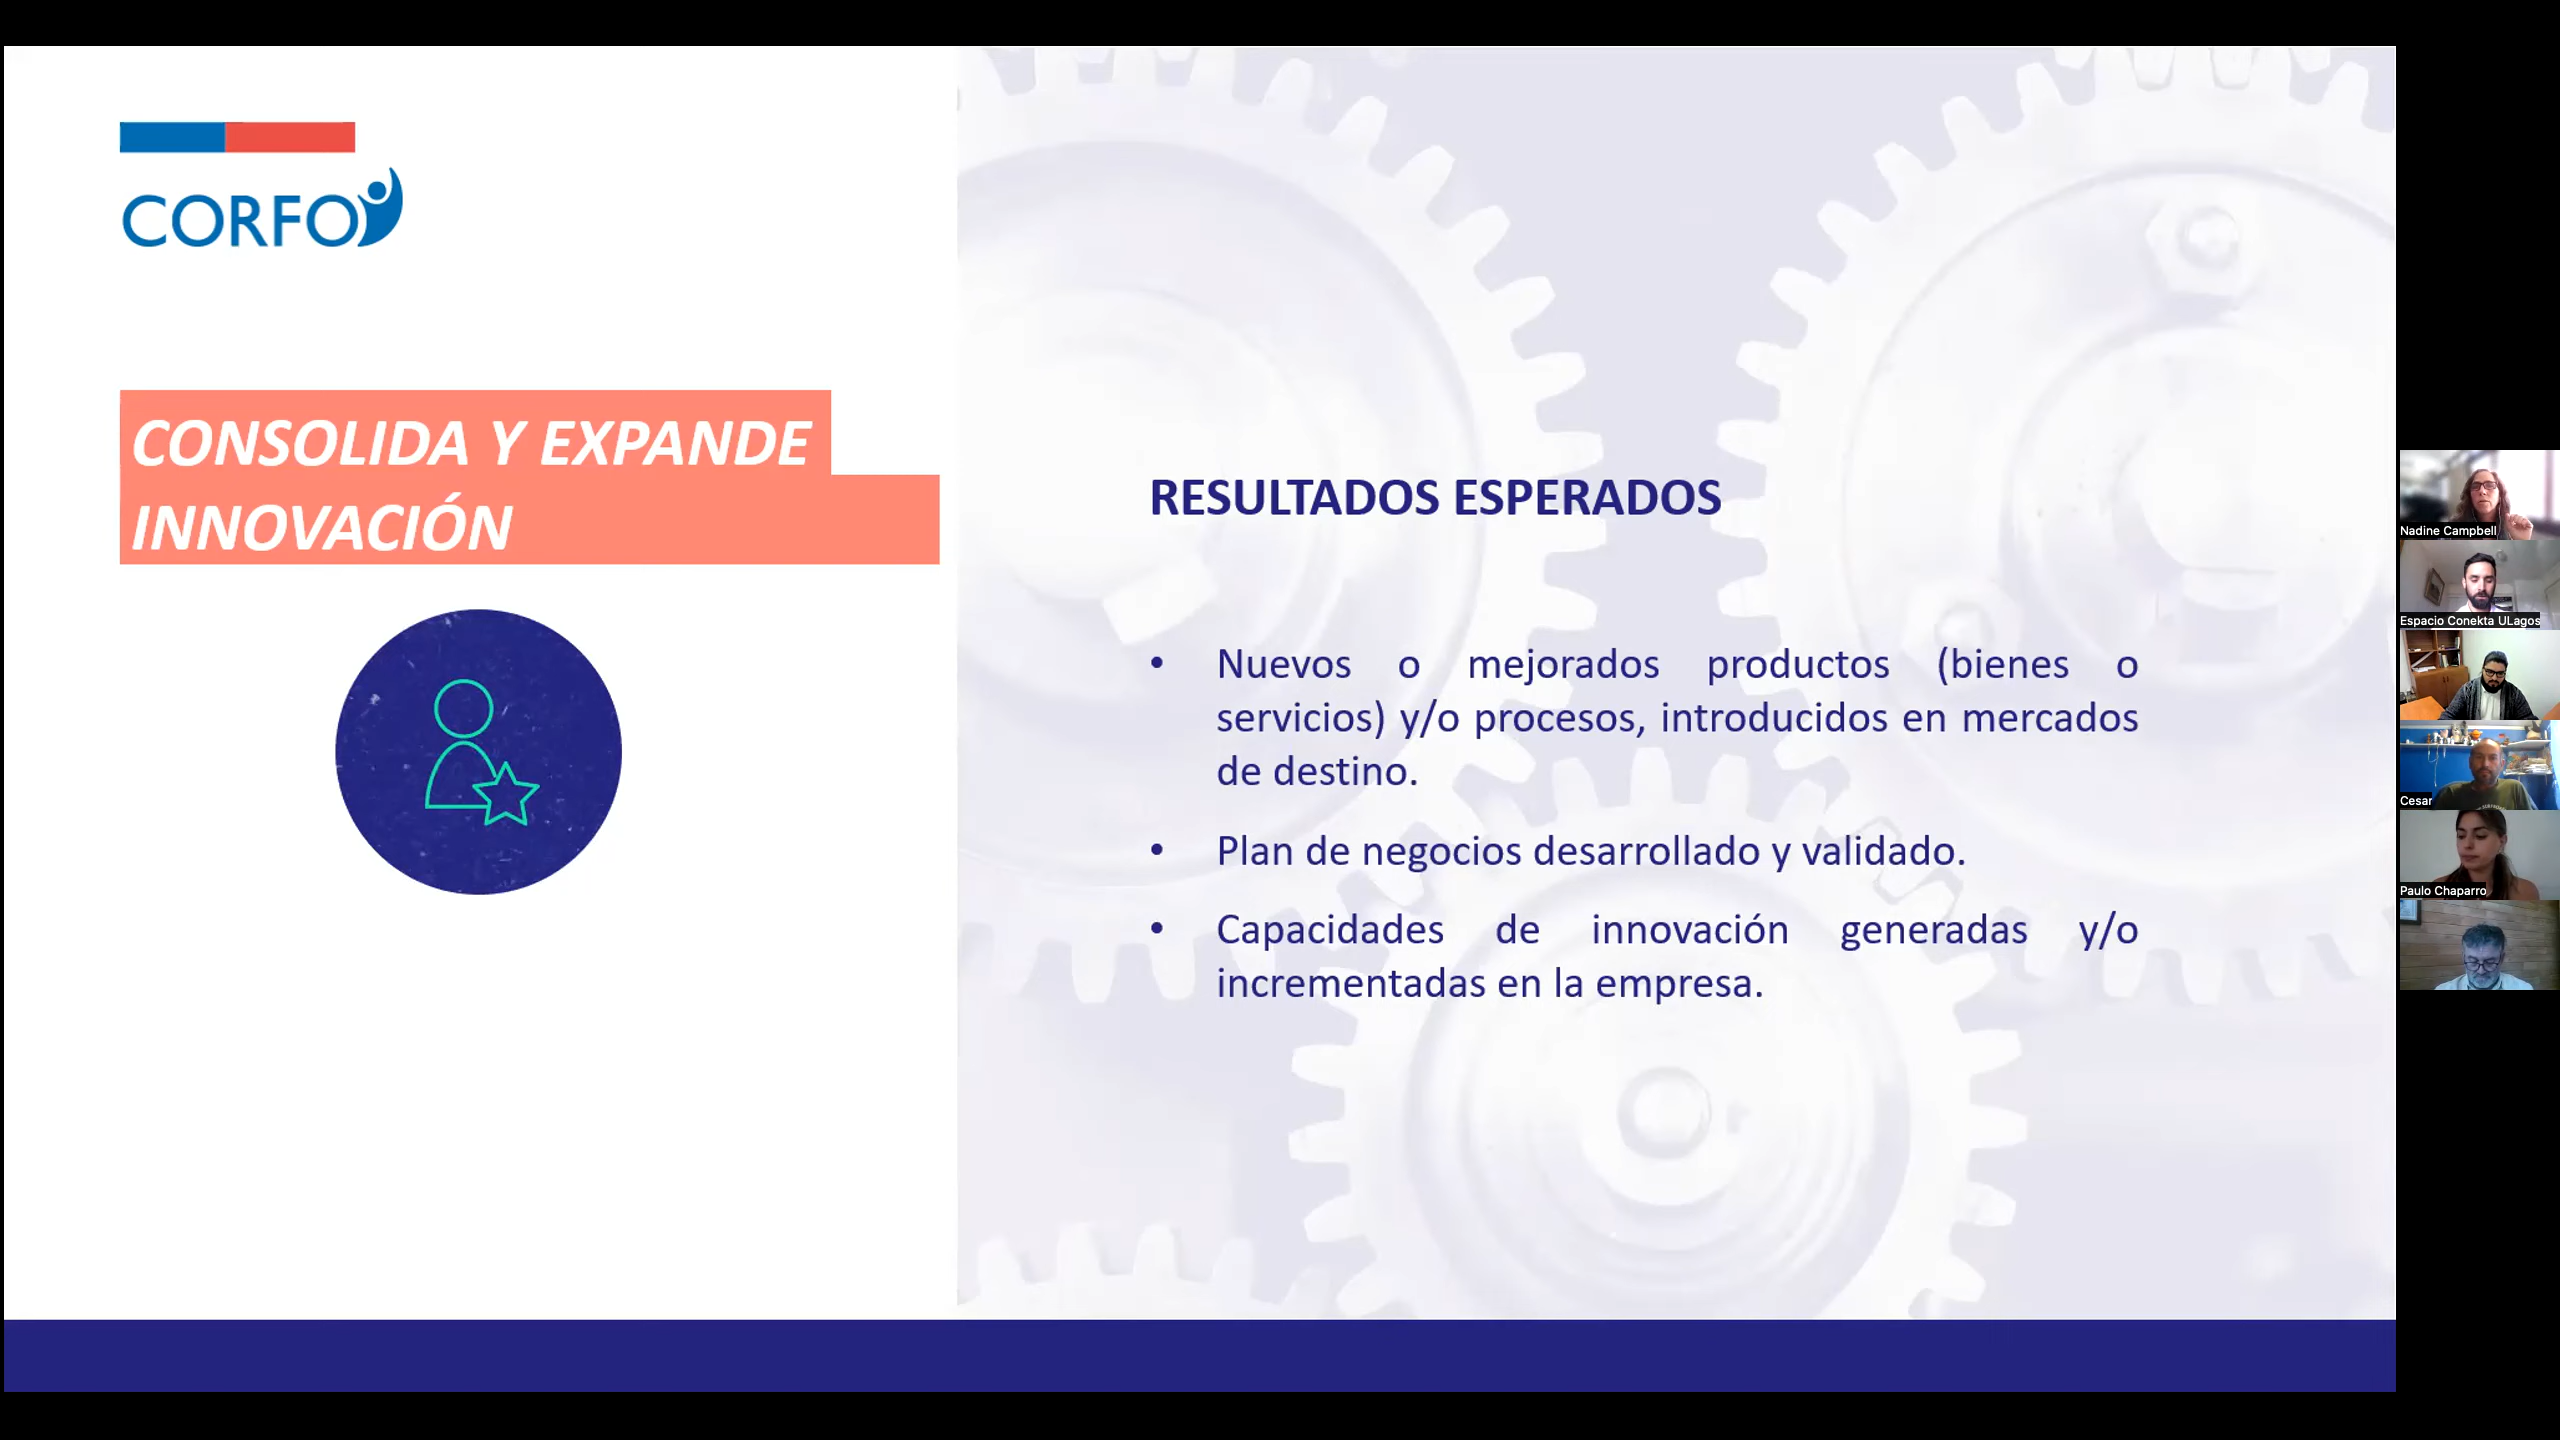 CORFO
CONSOLIDA Y EXPANDE
INNOVACIÓN
RESULTADOS ESPERADOS
• Nuevos o mejorados productos (bienes o
servicios) y/o procesos, introducidos en mercados
de destino.
• Plan de negocios desarrollado y validado.
• Capacidades de innovación generadas y/o
incrementadas en la empresa.
Nadine Campbell
Espacio Conekta ULagos
Cesar
Paulo Chaparro